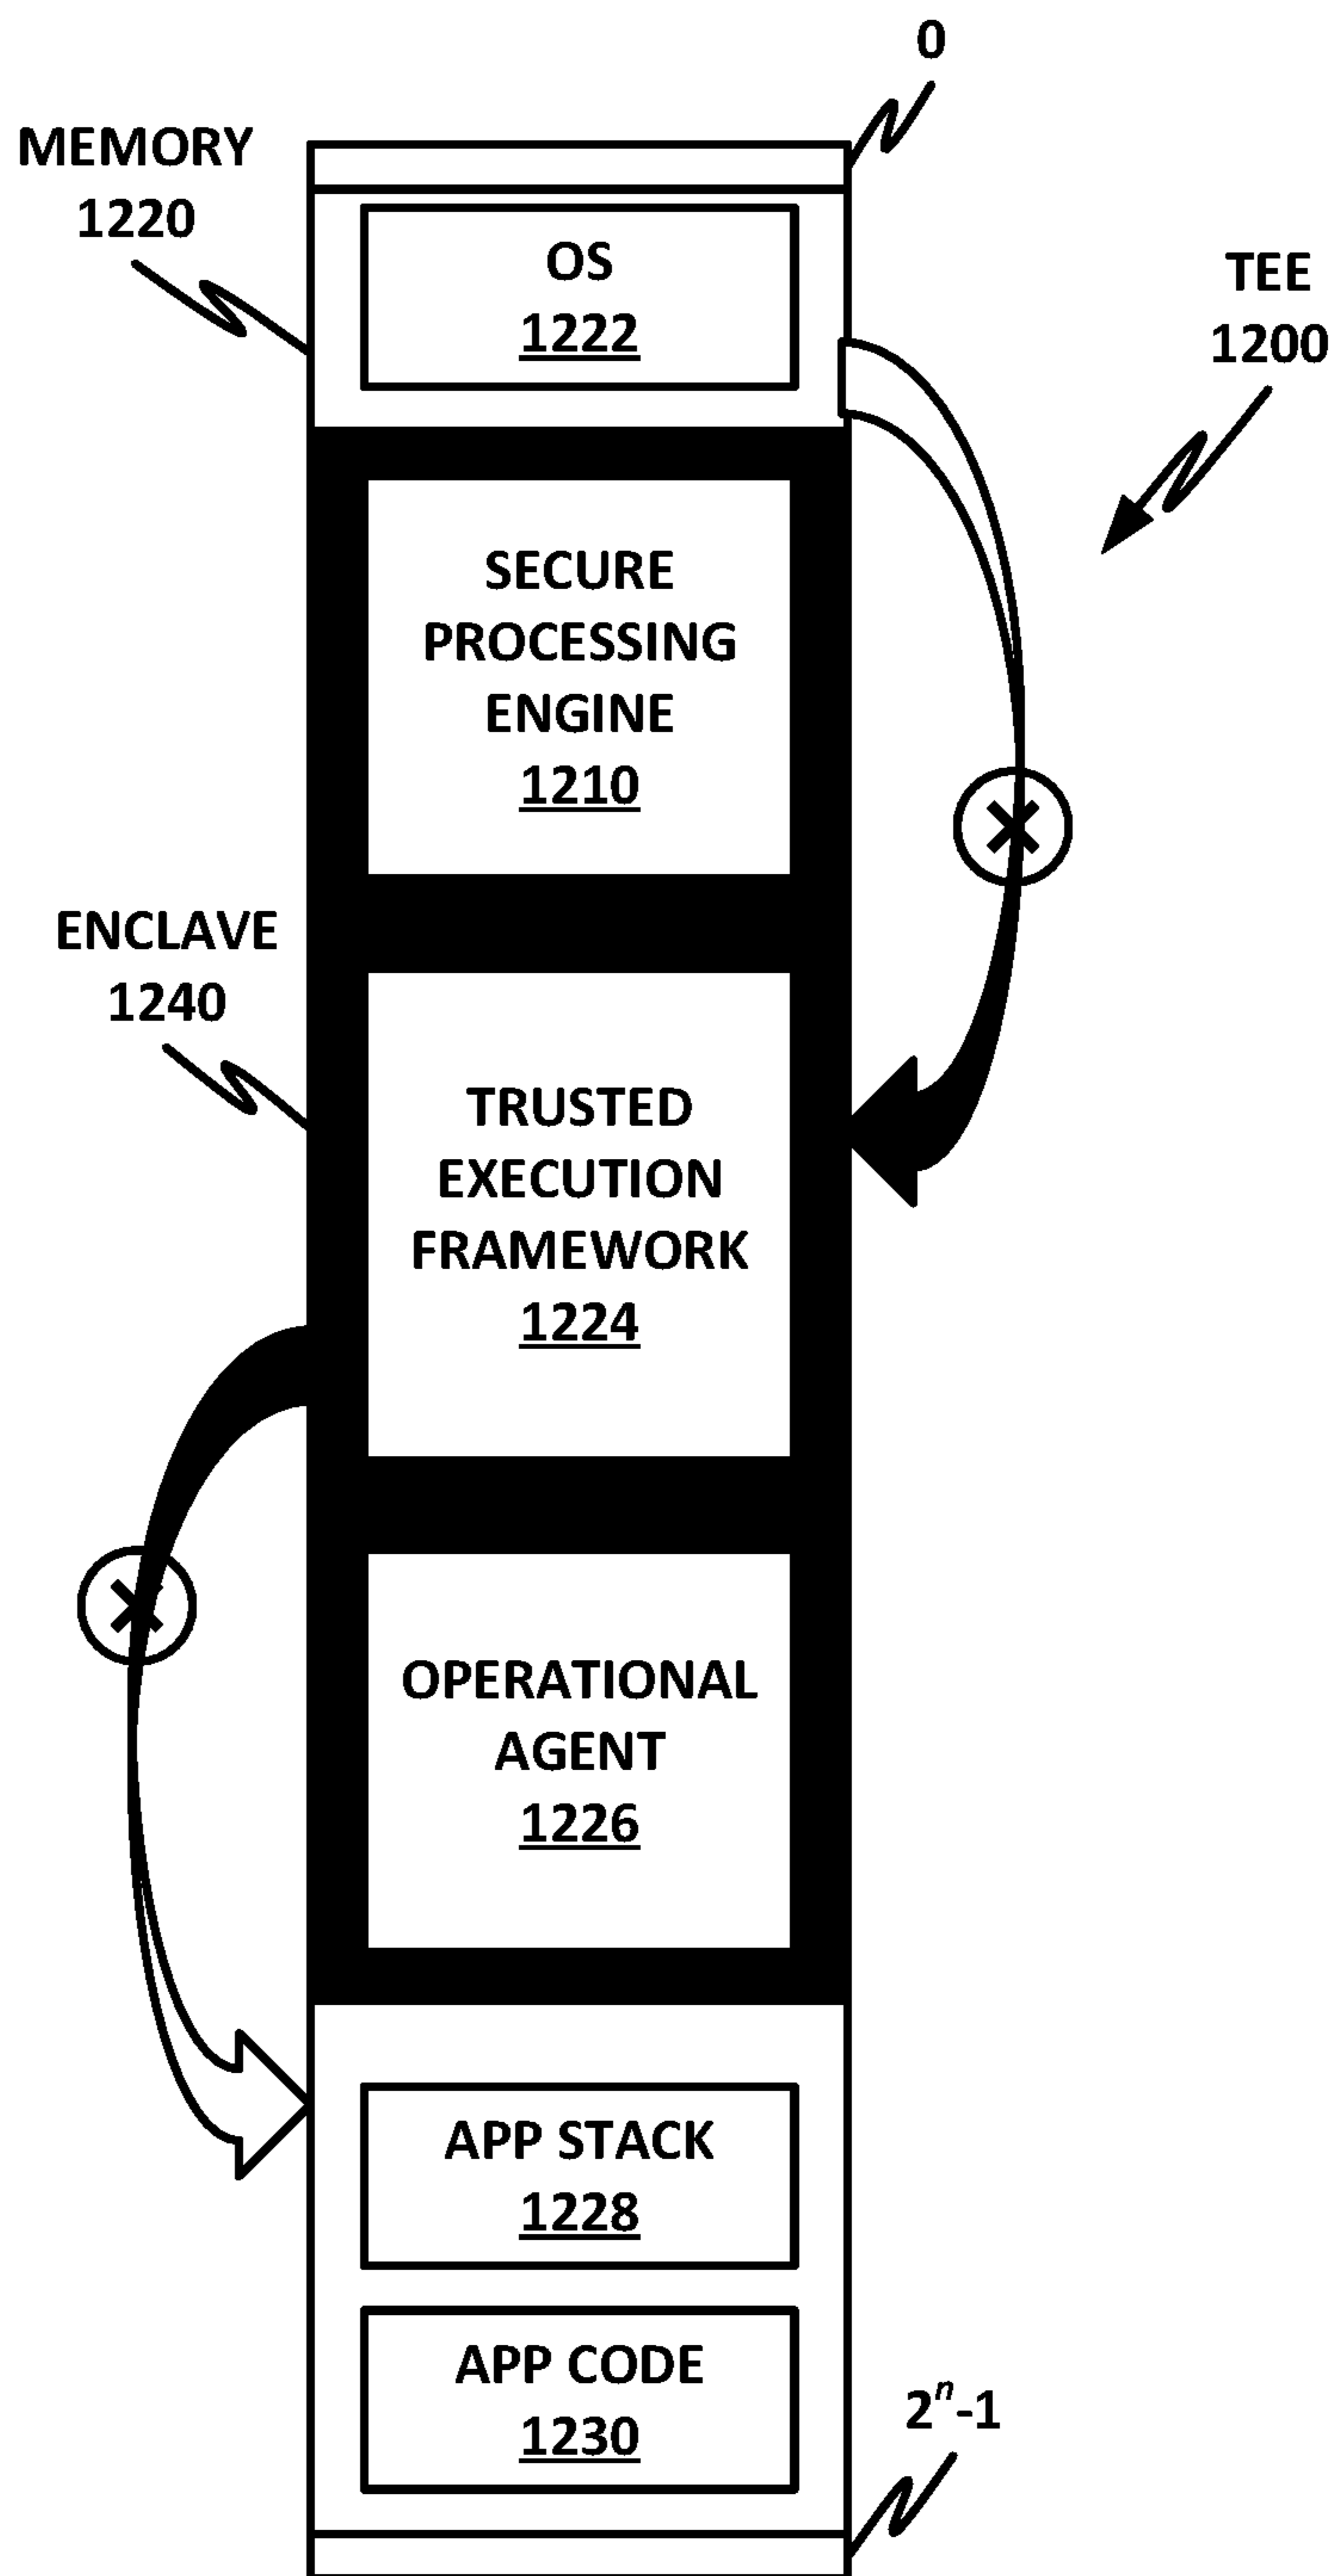 0
MEMORY
1220
TEE
1200
OS
1222
SECURE
PROCESSING
ENGINE
1210
ENCLAVE
1240
TRUSTED
EXECUTION
FRAMEWORK
1224
OPERATIONAL
AGENT
1226
APP STACK
1228
APP CODE
1230
2ⁿ-1